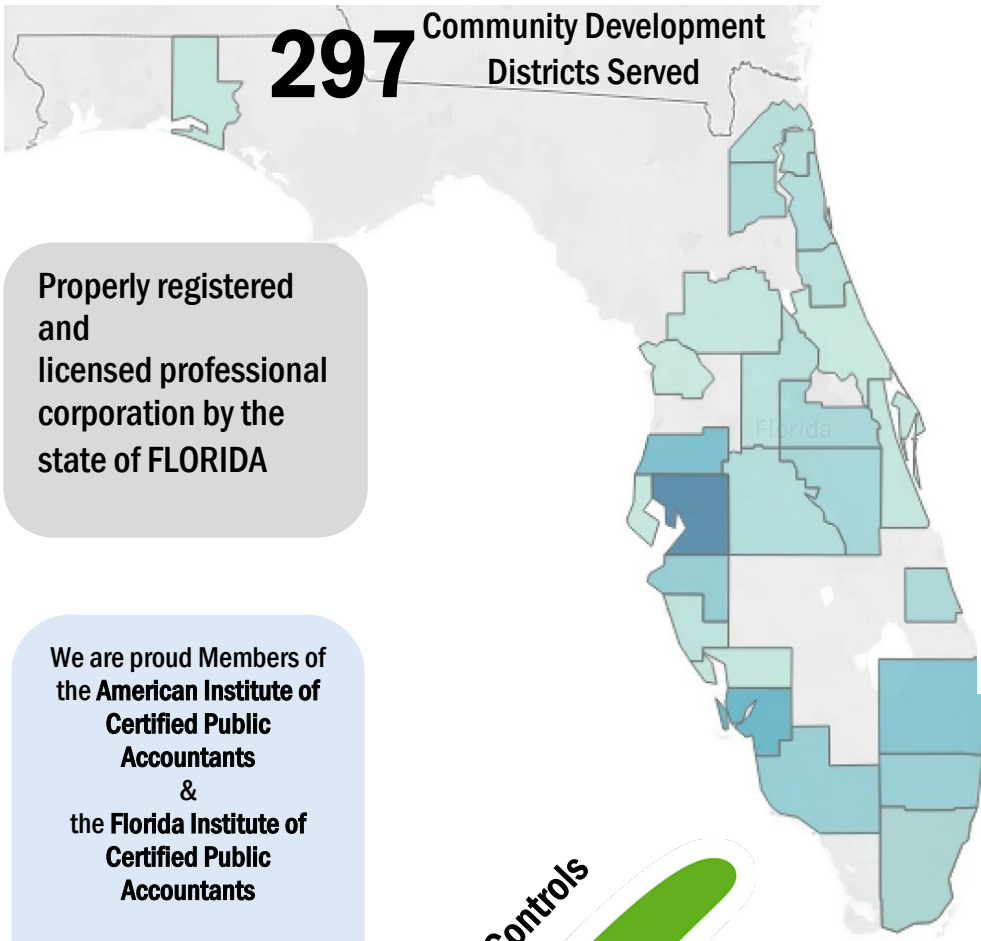 297
Community Development
Districts Served
Properly registered
and
licensed professional
corporation by the
state of FLORIDA
Florida
We are proud Members of
the American Institute of
Certified Public
Accountants
&
the Florida Institute of
Certified Public
Accountants
Controls